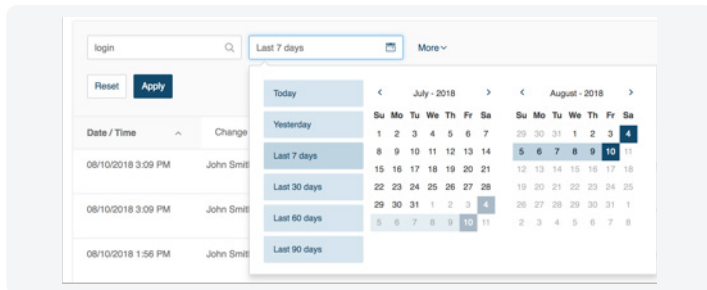 login
Last 7 days
More
Reset Apply
Today
Yesterday
Last 7 days
Last 30 days
Last 60 days
Last 90 days
July - 2018
Su Mo Tu We Th Fr Sa
1 2 3 4 5 6 7
8 9 10 11 12 13 14
15 16 17 18 19 20 21
22 23 24 25 26 27 28
29 30 31 1 2 3 4
5 6 7 8 9 10 11
August - 2018
Su Mo Tu We Th Fr Sa
29 30 31 1 2 3 4
5 6 7 8 9 10 11
12 13 14 15 16 17 18
19 20 21 22 23 24 25
26 27 28 29 30 31 1
2 3 4 5 6 7 8
Date / Time Change
08/10/2018 3:09 PM John Smit
08/10/2018 3:09 PM John Smit
08/10/2018 1:56 PM John Smit